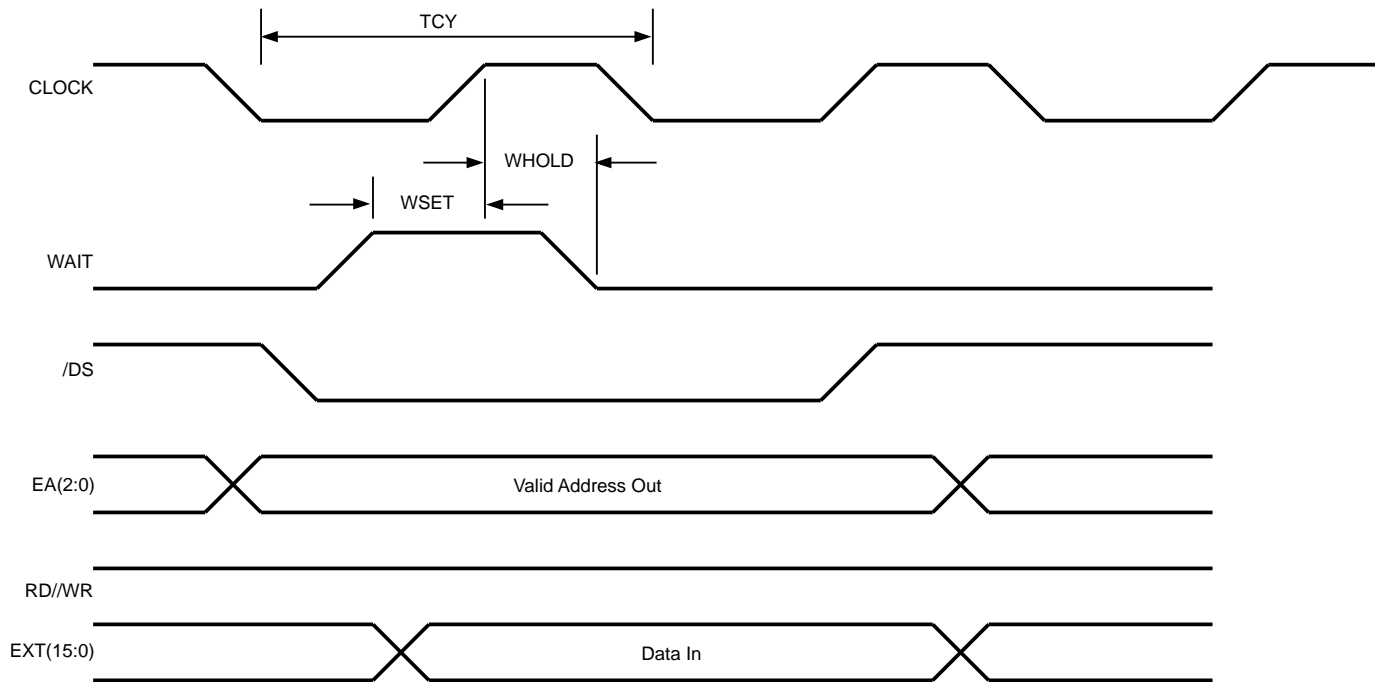 TCY
CLOCK
WHOLD
WSET
WAIT
/DS
EA(2:0)
Valid Address Out
RD//WR
EXT(15:0)
Data In